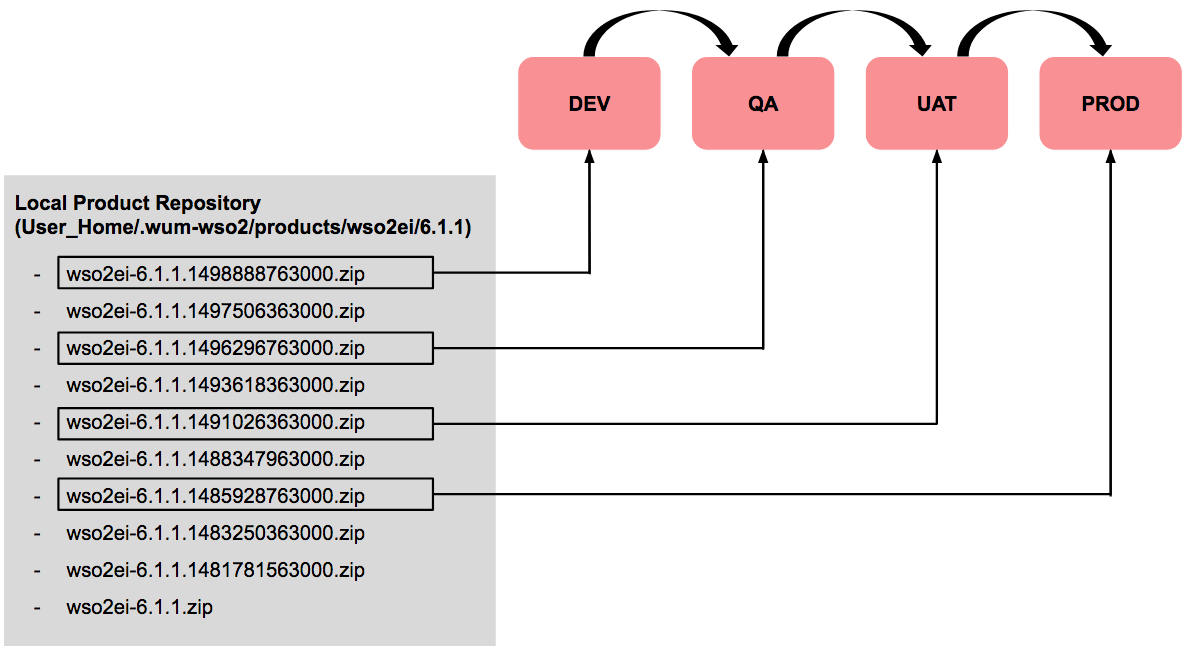 DEV QA UAT PROD
Local Product Repository
(User_Home/.wum-wso2/products/wso2ei/6.1.1)
- wso2ei-6.1.1.1498888763000.zip
- wso2ei-6.1.1.1497506363000.zip
- wso2ei-6.1.1.1496296763000.zip
- wso2ei-6.1.1.1493618363000.zip
- wso2ei-6.1.1.1491026363000.zip
- wso2ei-6.1.1.1488347963000.zip
- wso2ei-6.1.1.1485928763000.zip
- wso2ei-6.1.1.1483250363000.zip
- wso2ei-6.1.1.1481781563000.zip
- wso2ei-6.1.1.zip